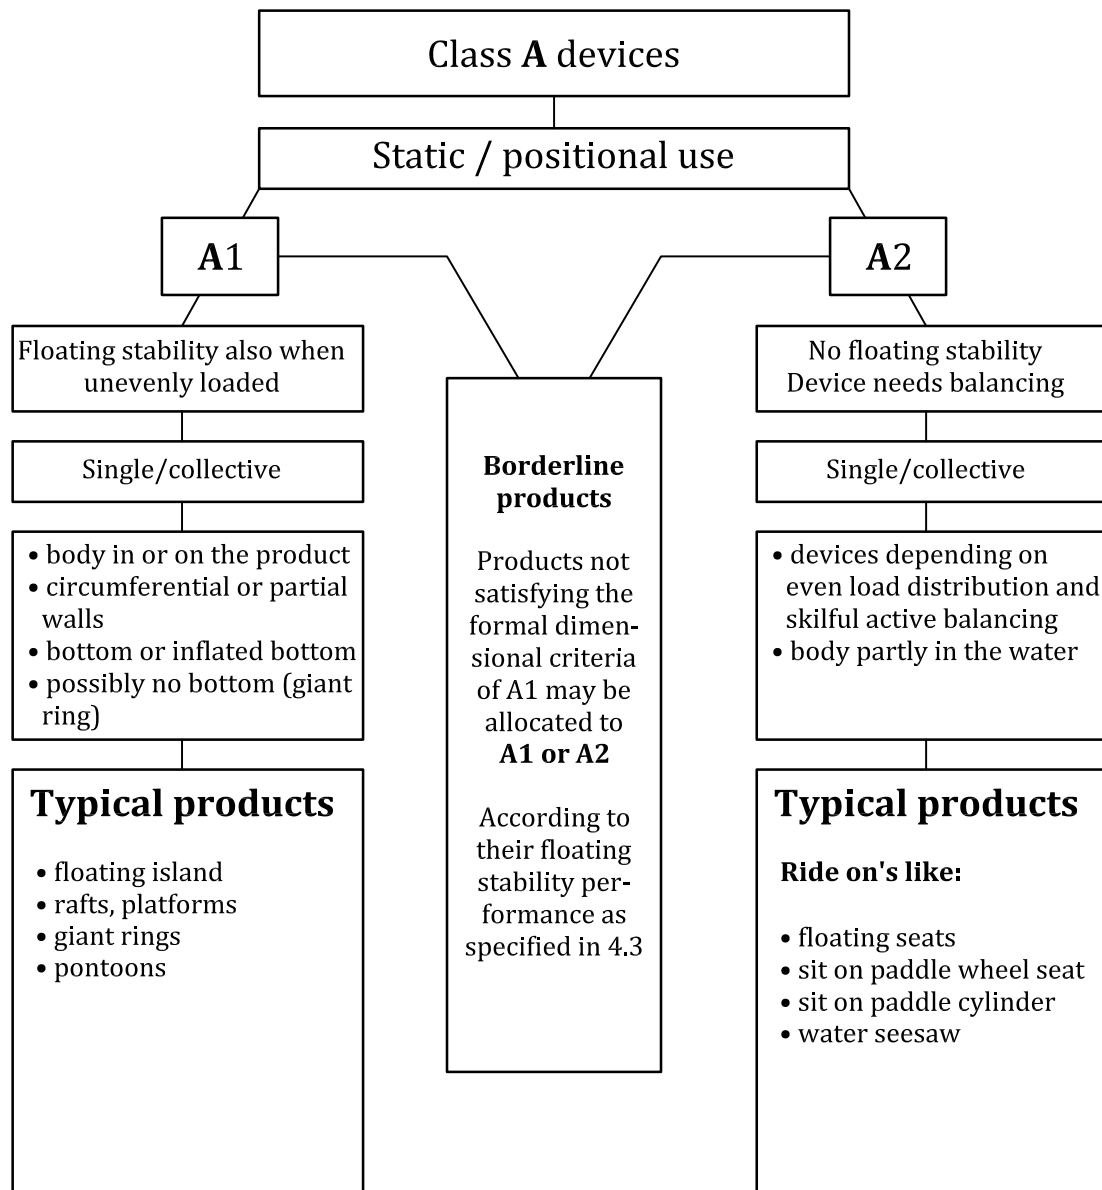 Class A devices
Static / positional use
A1
Floating stability also when
unevenly loaded
Single/collective
• body in or on the product
• circumferential or partial
walls
• bottom or inflated bottom
• possibly no bottom (giant
ring)
Typical products
• floating island
• rafts, platforms
• giant rings
• pontoons
Borderline
products
Products not
satisfying the
formal dimen-
sional criteria
of A1 may be
allocated to
A1 or A2
According to
their floating
stability per-
formance as
specified in 4.3
A2
No floating stability
Device needs balancing
Single/collective
• devices depending on
even load distribution and
skilful active balancing
• body partly in the water
Typical products
Ride on's like:
• floating seats
• sit on paddle wheel seat
• sit on paddle cylinder
• water seesaw